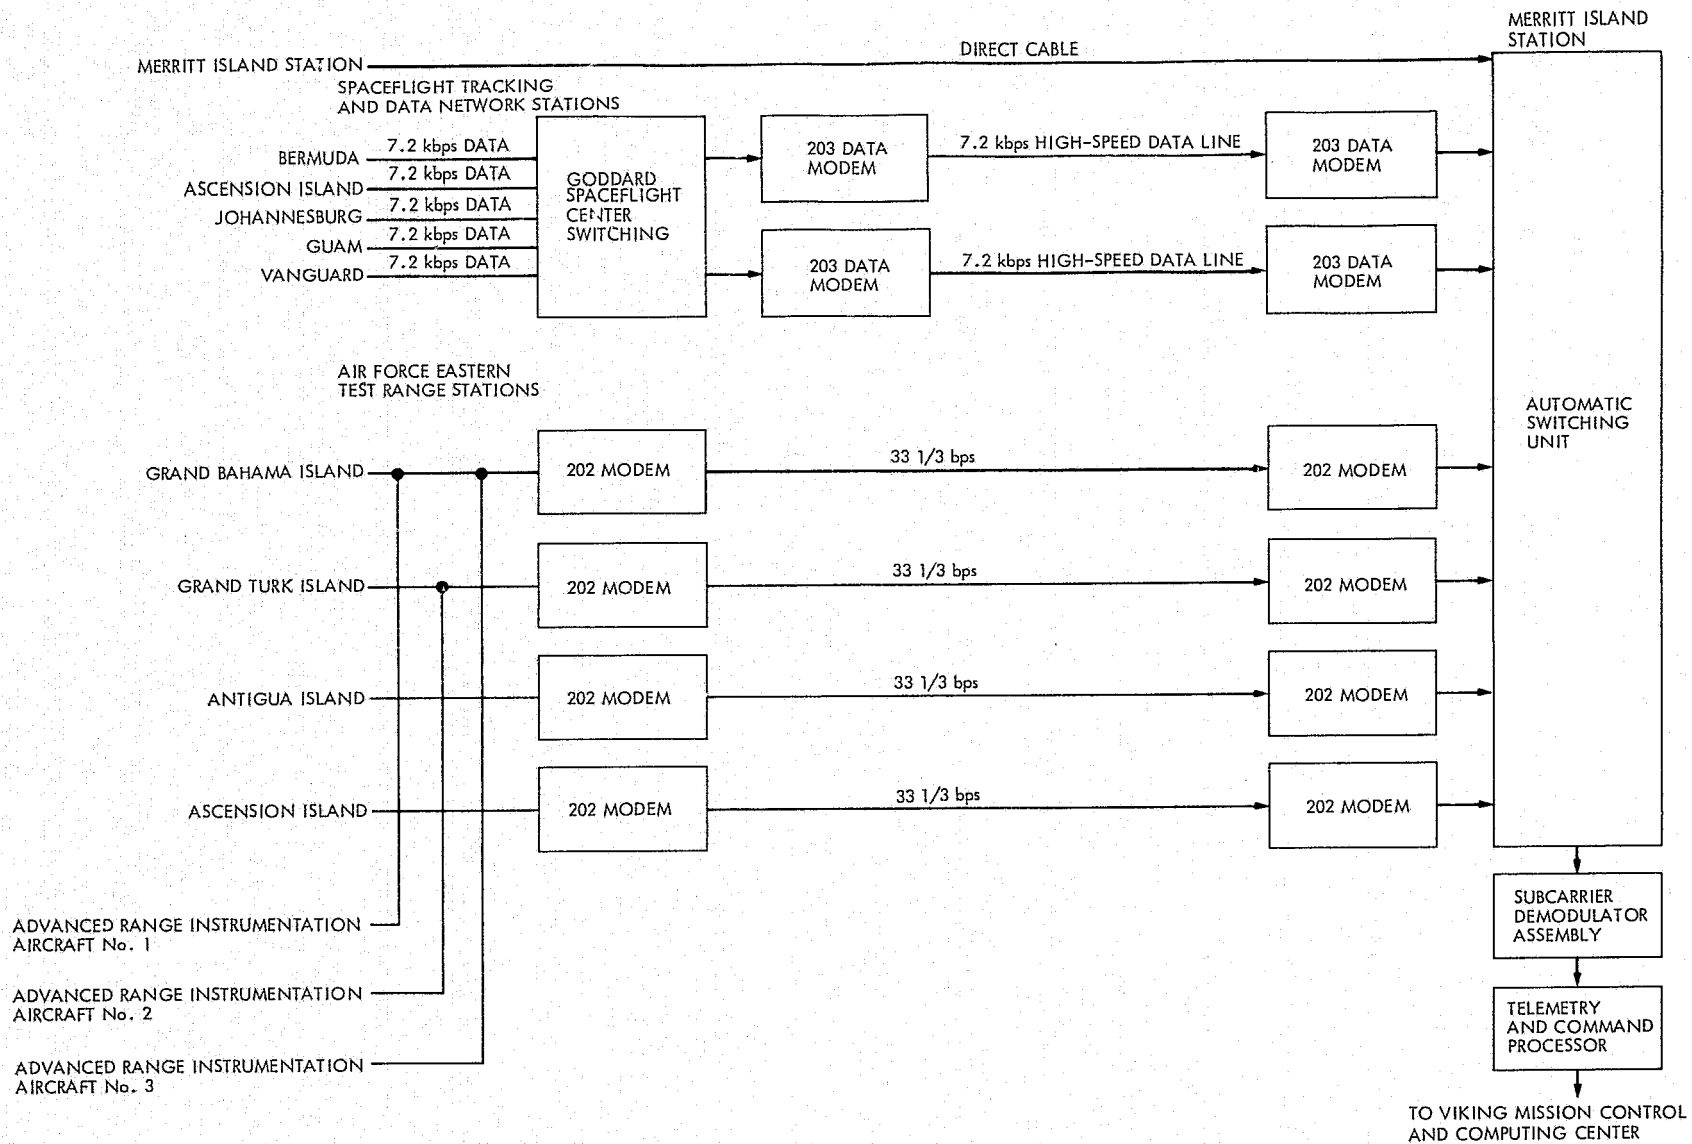 MERRITT ISLAND
STATION
DIRECT CABLE
MERRITT ISLAND STATION
SPACEFLIGHT TRACKING
AND DATA NETWORK STATIONS
BERMUDA
7.2 kbps DATA
ASCENSION ISLAND
7.2 kbps DATA
JOHANNESBURG
7.2 kbps DATA
GUAM
7.2 kbps DATA
VANGUARD
7.2 kbps DATA
GODDARD
SPACEFLIGHT
CENTER
SWITCHING
203 DATA
MODEM
7.2 kbps HIGH-SPEED DATA LINE
203 DATA
MODEM
203 DATA
MODEM
7.2 kbps HIGH-SPEED DATA LINE
203 DATA
MODEM
AUTOMATIC
SWITCHING
UNIT
AIR FORCE EASTERN
TEST RANGE STATIONS
GRAND BAHAMA ISLAND
202 MODEM
33 1/3 bps
202 MODEM
GRAND TURK ISLAND
202 MODEM
33 1/3 bps
202 MODEM
ANTIGUA ISLAND
202 MODEM
33 1/3 bps
202 MODEM
ASCENSION ISLAND
202 MODEM
33 1/3 bps
202 MODEM
ADVANCED RANGE INSTRUMENTATION
AIRCRAFT No. 1
ADVANCED RANGE INSTRUMENTATION
AIRCRAFT No. 2
ADVANCED RANGE INSTRUMENTATION
AIRCRAFT No. 3
SUBCARRIER
DEMODULATOR
ASSEMBLY
TELEMETRY
AND COMMAND
PROCESSOR
TO VIKING MISSION CONTROL
AND COMPUTING CENTER